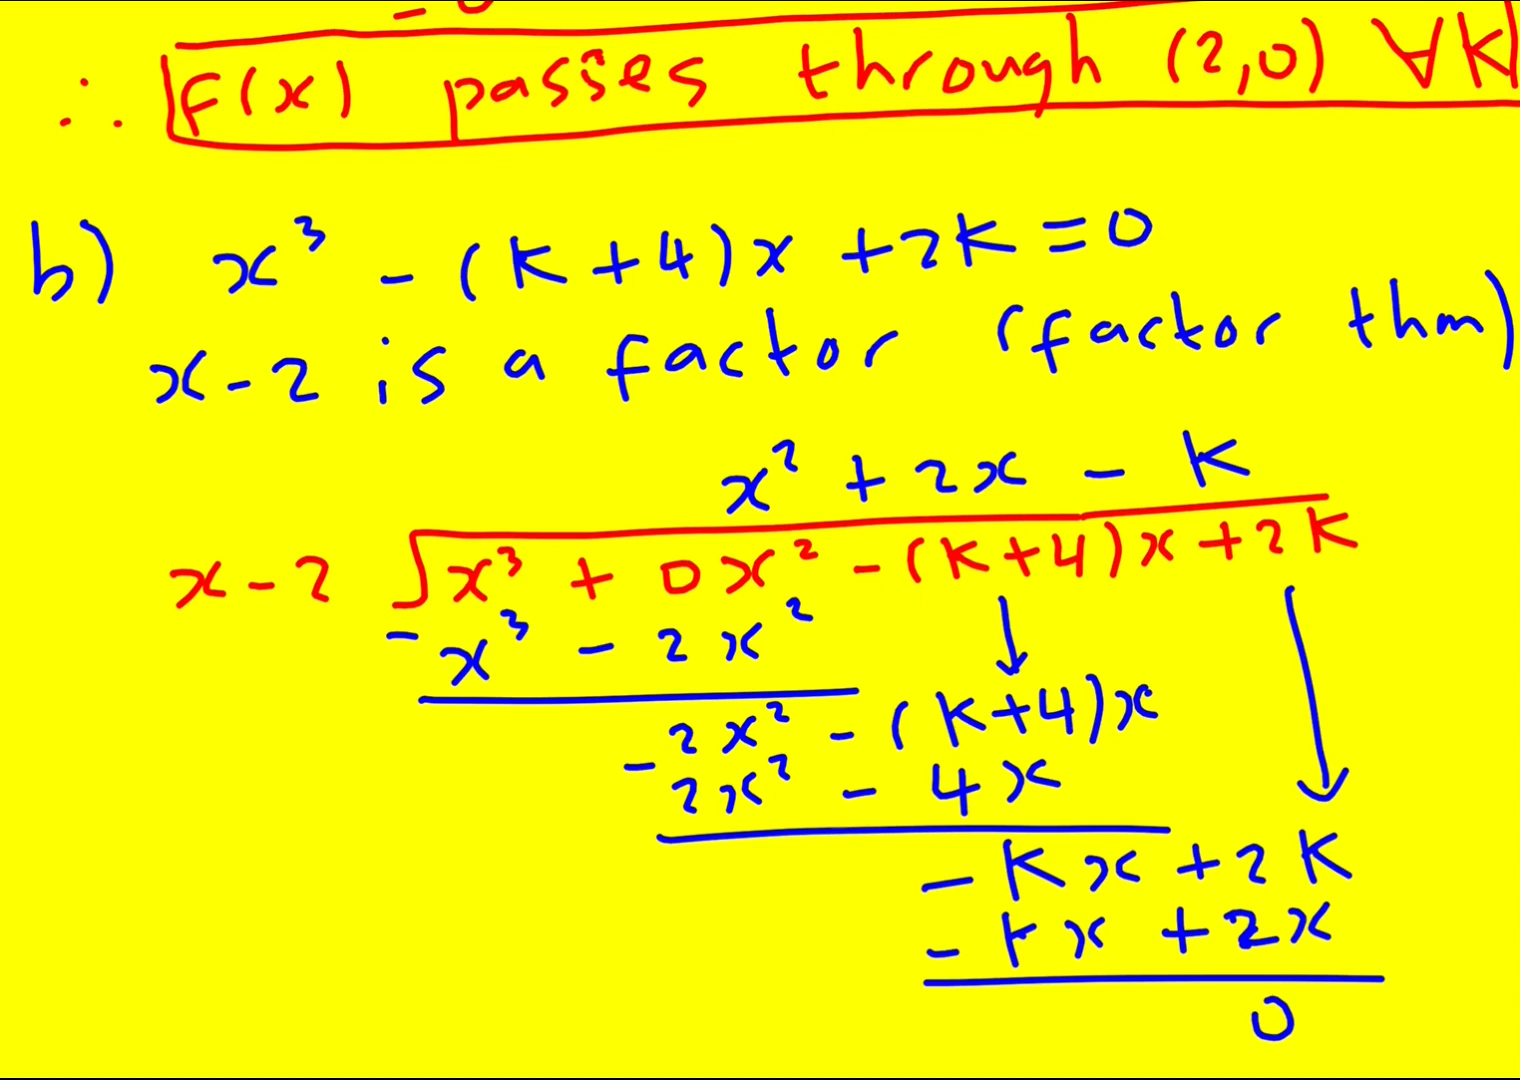 ∴ F(x) passes through (2,0) ∀k
b) x³ - (k+4)x + 2k = 0
x-2 is a factor (factor thm)
x² + 2x - k
x-2 √x³ + 0x² - (k+4)x + 2k
- x³ - 2x²
2x² - (k+4)x
- 2x² - 4x
- kx + 2k
- kx + 2x
0